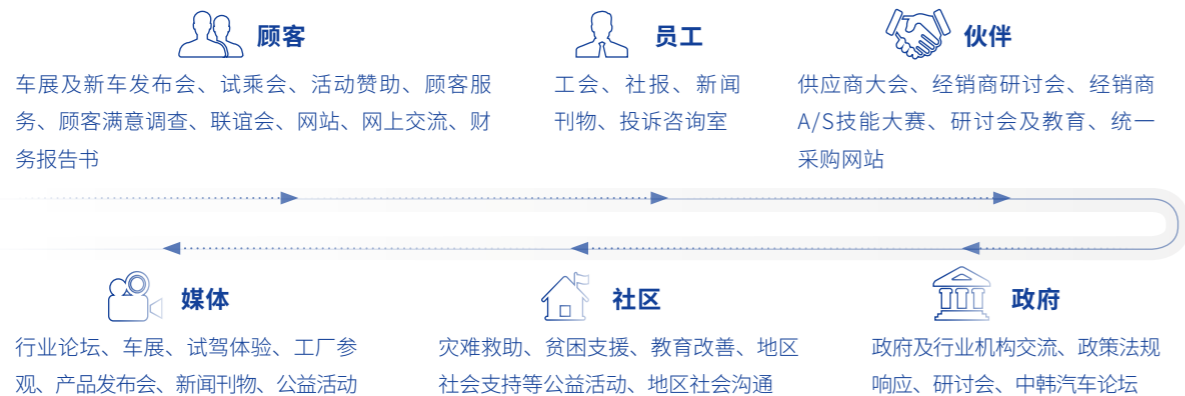 顾客
车展及新车发布会、试乘会、活动赞助、顾客服
务、顾客满意调查、联谊会、网站、网上交流、财
务报告书
员工
工会、社报、新闻
刊物、投诉咨询室
伙伴
供应商大会、经销商研讨会、经销商
A/S技能大赛、研讨会及教育、统一
采购网站
媒体
行业论坛、车展、试驾体验、工厂参
观、产品发布会、新闻刊物、公益活动
社区
灾难救助、贫困支援、教育改善、地区
社会支持等公益活动、地区社会沟通
政府
政府及行业机构交流、政策法规
响应、研讨会、中韩汽车论坛